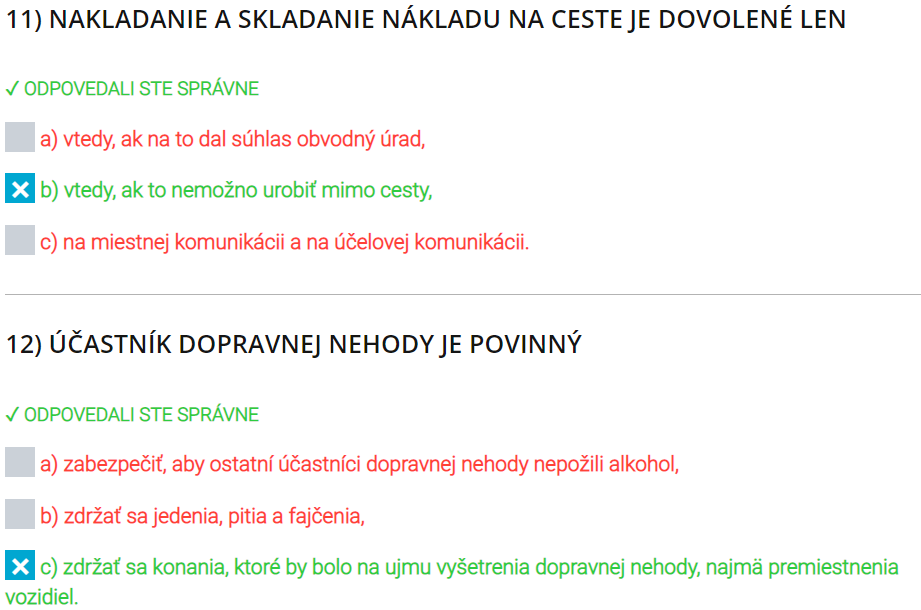 11) NAKLADANIE A SKLADANIE NÁKLADU NA CESTE JE DOVOLENÉ LEN
✓ ODPOVEDALI STE SPRÁVNE
a) vtedy, ak na to dal súhlas obvodný úrad,
b) vtedy, ak to nemožno urobiť mimo cesty,
c) na miestnej komunikácii a na účelovej komunikácii.
12) ÚČASTNÍK DOPRAVNEJ NEHODY JE POVINNÝ
✓ ODPOVEDALI STE SPRÁVNE
a) zabezpečiť, aby ostatní účastníci dopravnej nehody nepožili alkohol,
b) zdržať sa jedenia, pitia a fajčenia,
c) zdržať sa konania, ktoré by bolo na ujmu vyšetrenia dopravnej nehody, najmä premiestnenia
vozidiel.